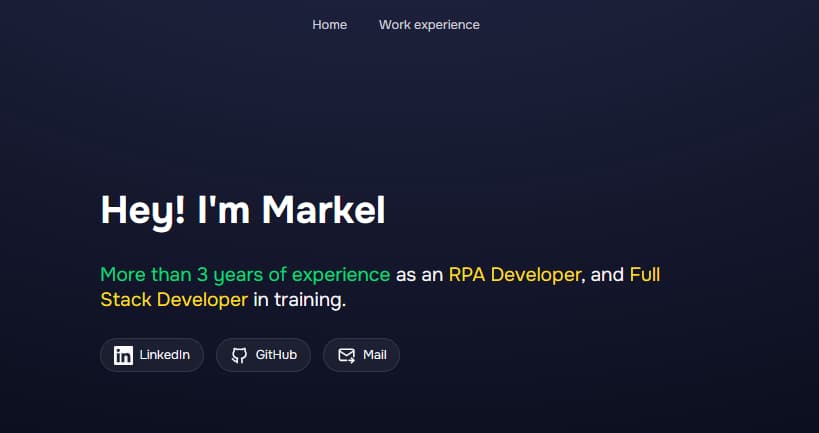 Home Work experience
Hey! I'm Markel
More than 3 years of experience as an RPA Developer, and Full
Stack Developer in training.
LinkedIn GitHub Mail